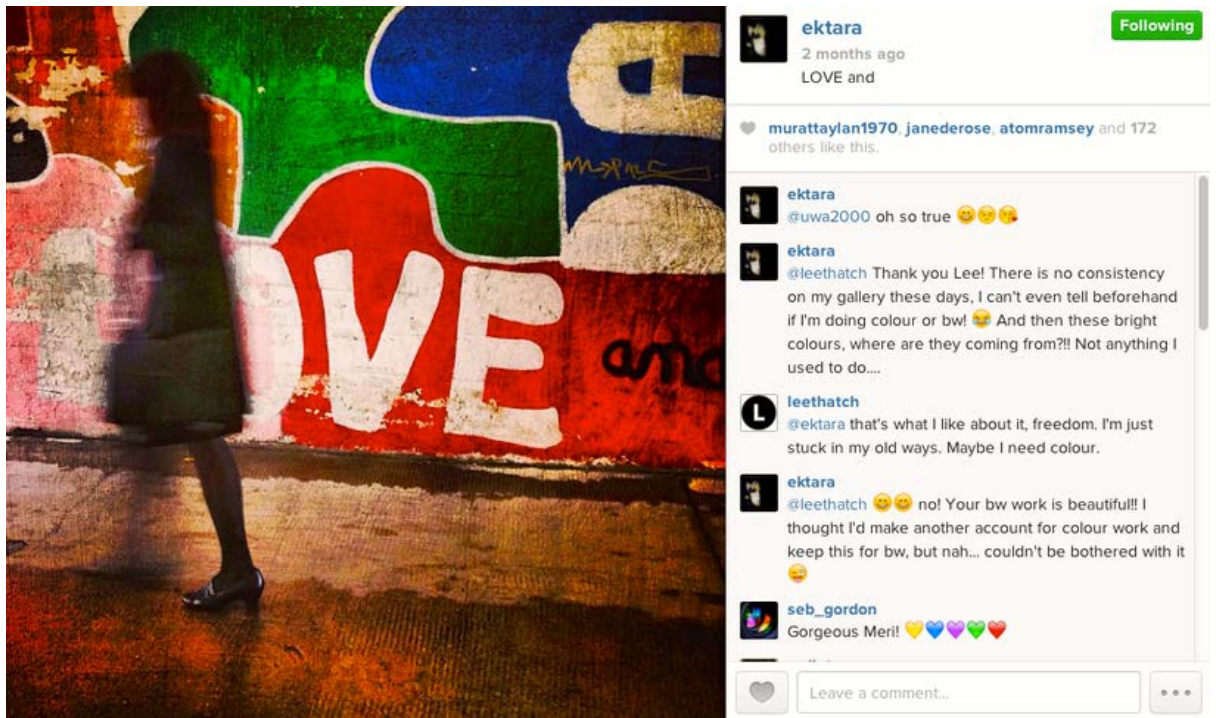 LOVE
and
ektara
Following
2 months ago
LOVE and
murattaylan1970, janederose, atomramsey and 172
others like this.
ektara
@uwa2000 oh so true 😊😏😘
ektara
@leethatch Thank you Lee! There is no consistency
on my gallery these days, I can't even tell beforehand
if I'm doing colour or bw! 😂 And then these bright
colours, where are they coming from?!! Not anything I
used to do....
L
leethatch
@ektara that's what I like about it, freedom. I'm just
stuck in my old ways. Maybe I need colour.
ektara
@leethatch 😄😄 no! Your bw work is beautiful!! I
thought I'd make another account for colour work and
keep this for bw, but nah... couldn't be bothered with it
😅
seb_gordon
Gorgeous Meri! 💛💙💜💚❤️
Leave a comment...